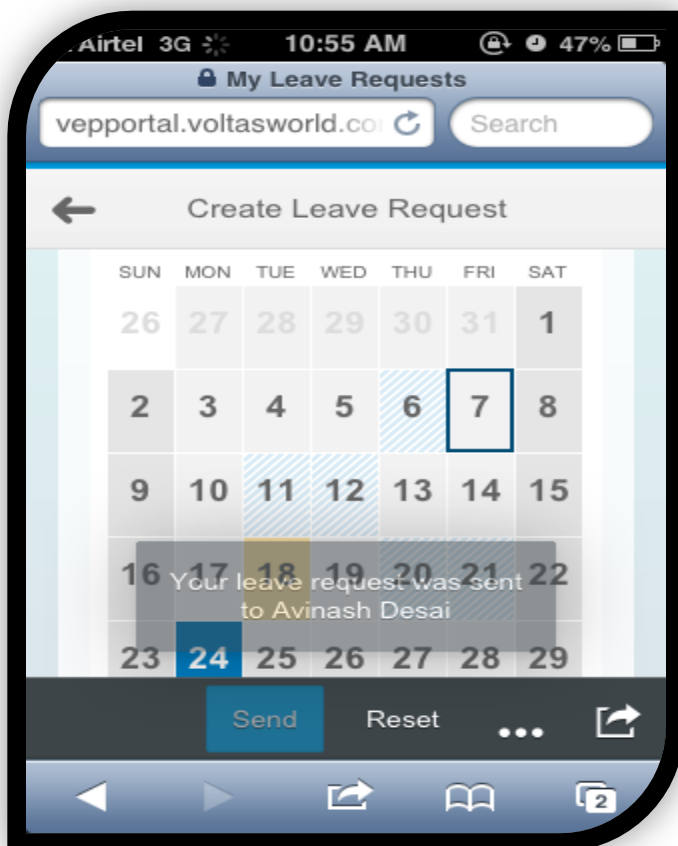 Airtel 3G 10:55 AM 47%
My Leave Requests
vepportal.voltasworld.co Search
Create Leave Request
SUN MON TUE WED THU FRI SAT
26 27 28 29 30 31 1
2 3 4 5 6 7 8
9 10 11 12 13 14 15
16 17 18 19 20 21 22
Your leave request was sent
to Avinash Desai
23 24 25 26 27 28 29
Send Reset ...
2